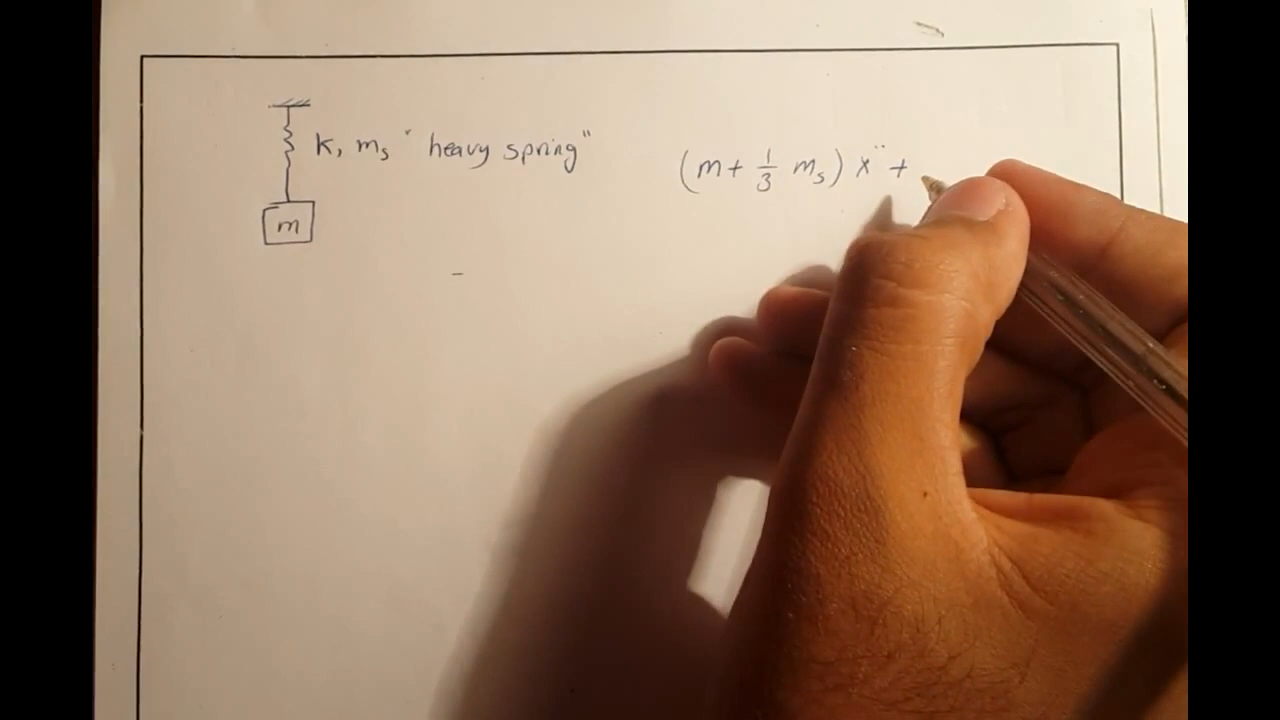 K, ms "heavy spring"
(m + 1/3 ms) ẍ +
m